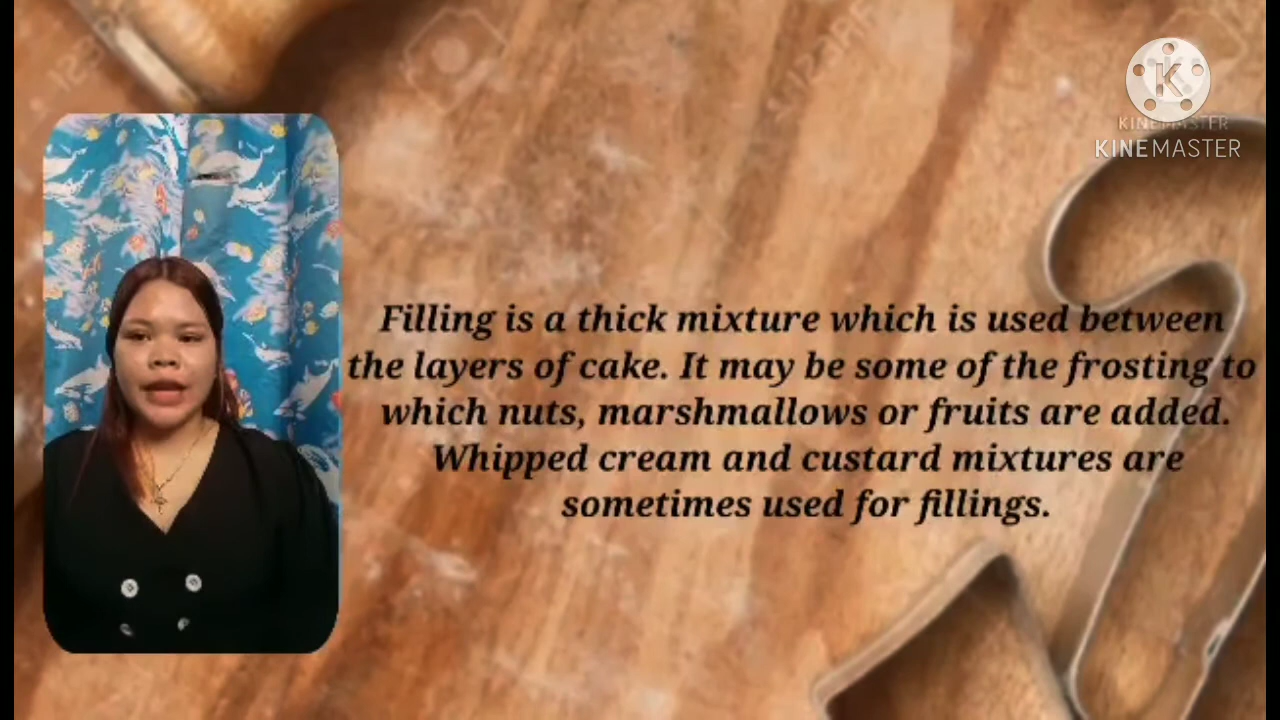 KINEMASTER
KINEMASTER
Filling is a thick mixture which is used between
the layers of cake. It may be some of the frosting to
which nuts, marshmallows or fruits are added.
Whipped cream and custard mixtures are
sometimes used for fillings.